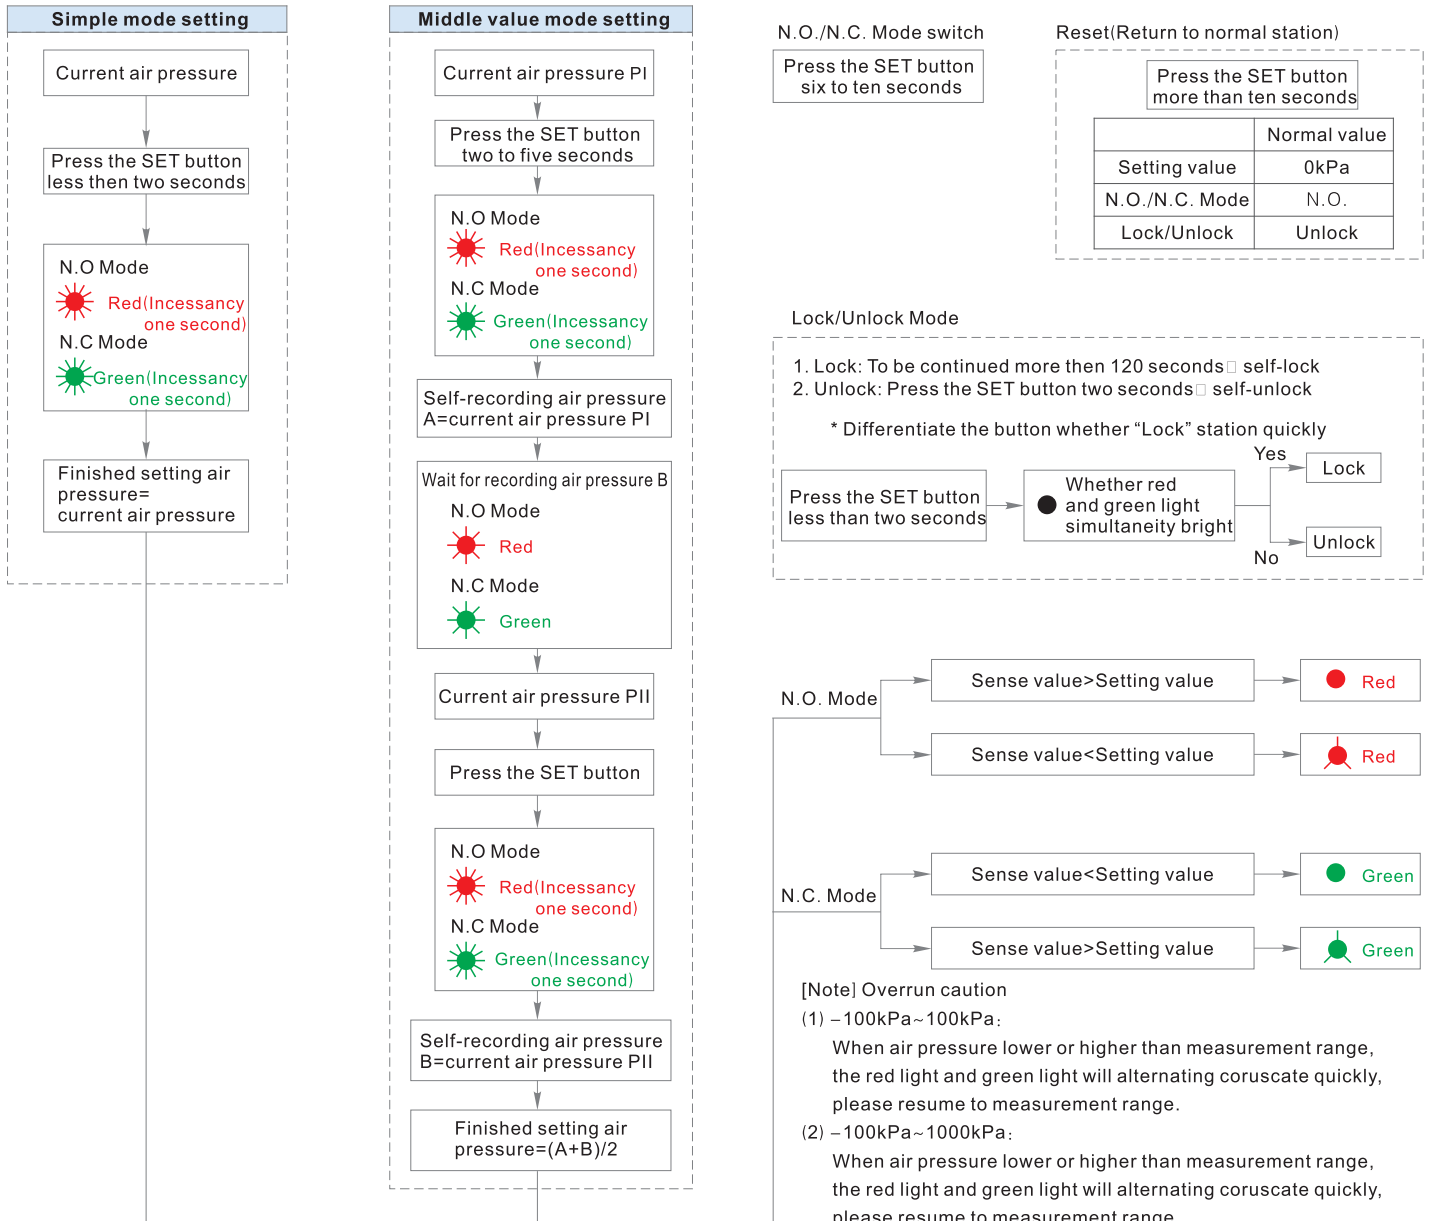 Simple mode setting
Current air pressure
Press the SET button
less then two seconds
N.O Mode
Red(Incessancy
one second)
N.C Mode
Green(Incessancy
one second)
Finished setting air
pressure=
current air pressure
Middle value mode setting
Current air pressure PI
Press the SET button
two to five seconds
N.O Mode
Red(Incessancy
one second)
N.C Mode
Green(Incessancy
one second)
Self-recording air pressure
A=current air pressure PI
Wait for recording air pressure B
N.O Mode
Red
N.C Mode
Green
Current air pressure PII
Press the SET button
N.O Mode
Red(Incessancy
one second)
N.C Mode
Green(Incessancy
one second)
Self-recording air pressure
B=current air pressure PII
Finished setting air
pressure=(A+B)/2
N.O./N.C. Mode switch
Press the SET button
six to ten seconds
Reset(Return to normal station)
Press the SET button
more than ten seconds
Normal value
Setting value 0kPa
N.O./N.C. Mode N.O.
Lock/Unlock Unlock
Lock/Unlock Mode
1. Lock: To be continued more then 120 seconds□ self-lock
2. Unlock: Press the SET button two seconds□ self-unlock
* Differentiate the button whether “Lock” station quickly
Press the SET button
less than two seconds
Whether red
and green light
simultaneity bright
Yes
Lock
No
Unlock
N.O. Mode
Sense value>Setting value
Red
Sense value<Setting value
Red
N.C. Mode
Sense value<Setting value
Green
Sense value>Setting value
Green
[Note] Overrun caution
(1) –100kPa~100kPa:
When air pressure lower or higher than measurement range,
the red light and green light will alternating coruscate quickly,
please resume to measurement range.
(2) –100kPa~1000kPa:
When air pressure lower or higher than measurement range,
the red light and green light will alternating coruscate quickly,
please resume to measurement range